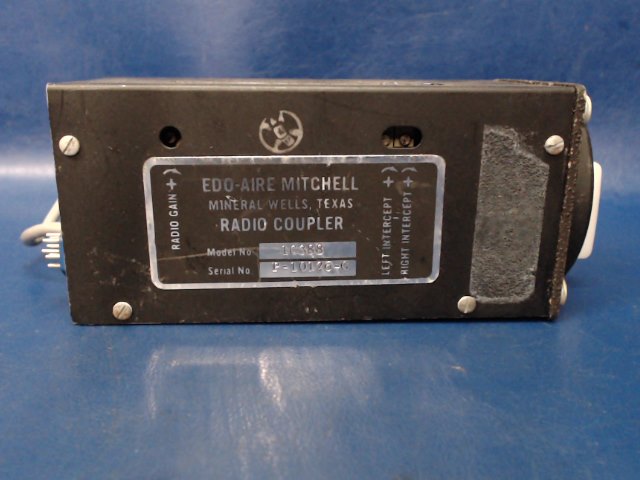 EDO-AIRE MITCHELL
MINERAL WELLS, TEXAS
RADIO COUPLER
Model No.
Serial No.
RADIO GAIN +
LEFT INTERCEPT +
RIGHT INTERCEPT +